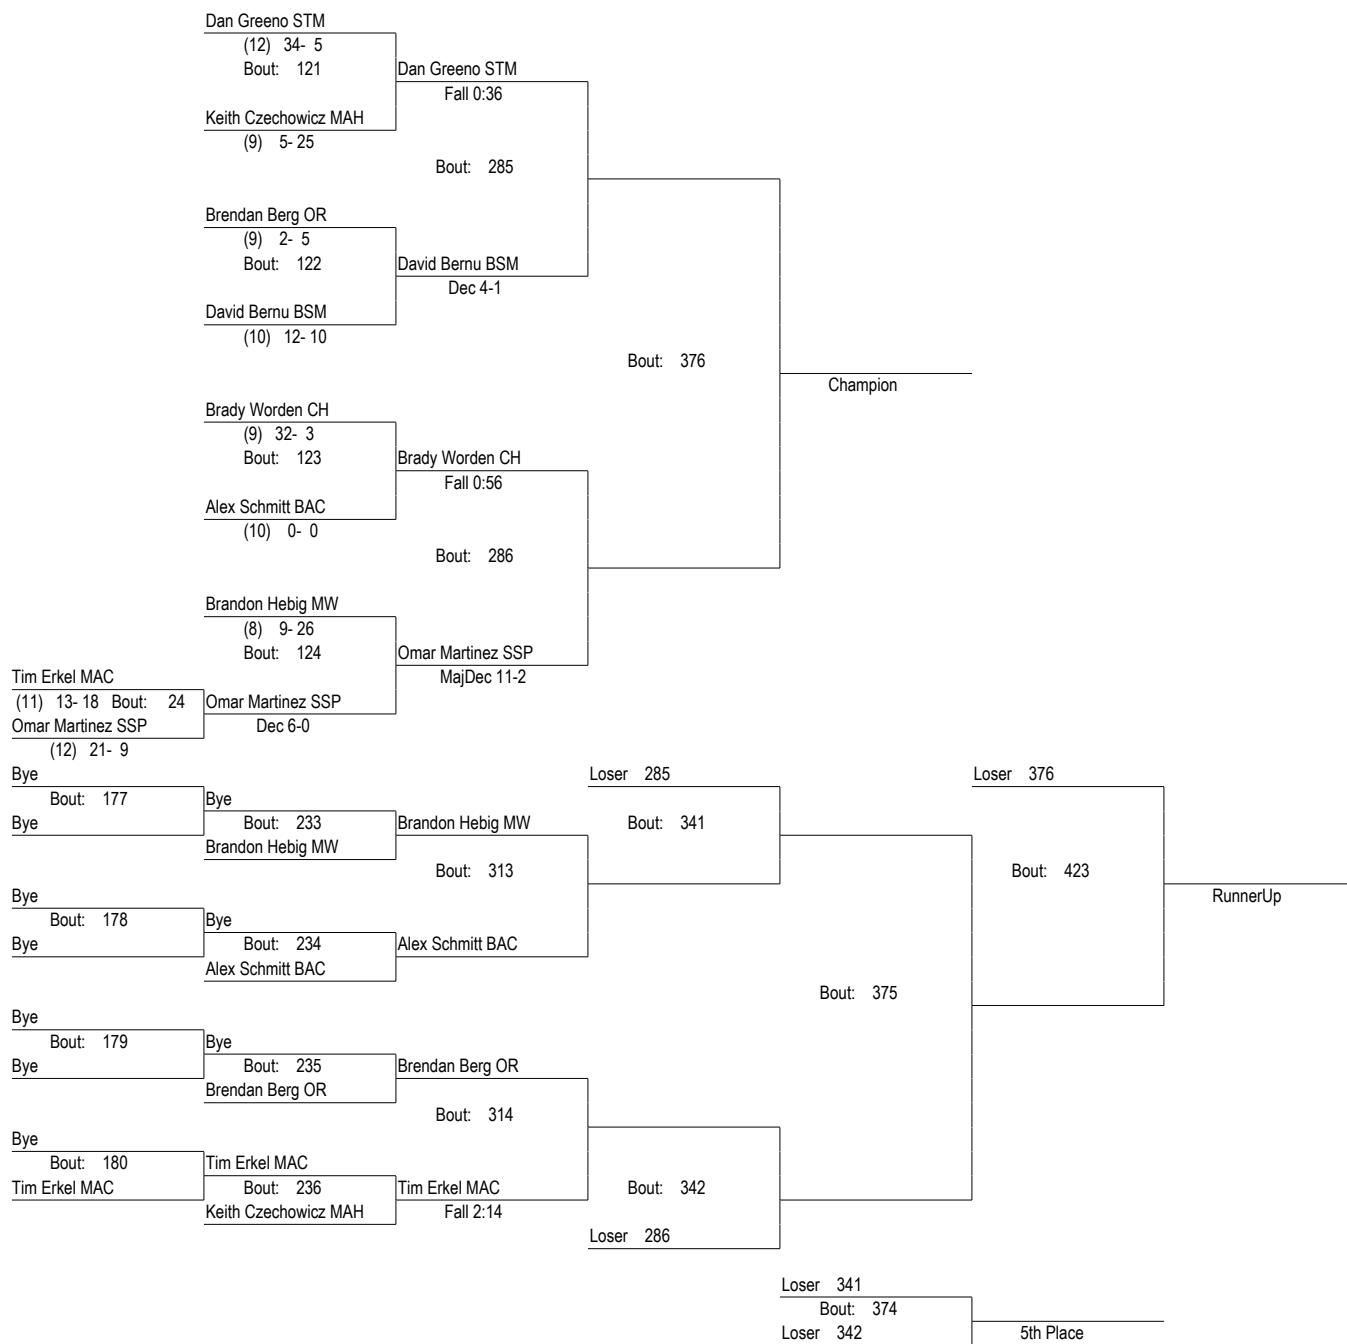 Dan Greeno STM
(12) 34- 5
Bout: 121
Dan Greeno STM
Fall 0:36
Keith Czechowicz MAH
(9) 5- 25
Bout: 285
Brendan Berg OR
(9) 2- 5
Bout: 122
David Bernu BSM
Dec 4-1
David Bernu BSM
(10) 12- 10
Bout: 376
Champion
Brady Worden CH
(9) 32- 3
Bout: 123
Brady Worden CH
Fall 0:56
Alex Schmitt BAC
(10) 0- 0
Bout: 286
Brandon Hebig MW
(8) 9- 26
Bout: 124
Omar Martinez SSP
MajDec 11-2
Tim Erkel MAC
(11) 13- 18 Bout: 24
Omar Martinez SSP
Omar Martinez SSP
Dec 6-0
(12) 21- 9
Bye
Bout: 177
Bye
Bye
Bout: 233
Brandon Hebig MW
Brandon Hebig MW
Loser 285
Bout: 341
Loser 376
Bout: 313
Bout: 423
RunnerUp
Bye
Bout: 178
Bye
Bye
Bout: 234
Alex Schmitt BAC
Alex Schmitt BAC
Bout: 375
Bye
Bout: 179
Bye
Bye
Bout: 235
Brendan Berg OR
Brendan Berg OR
Bout: 314
Bye
Bout: 180
Tim Erkel MAC
Tim Erkel MAC
Bout: 236
Keith Czechowicz MAH
Tim Erkel MAC
Fall 2:14
Bout: 342
Loser 286
Loser 341
Bout: 374
Loser 342
5th Place